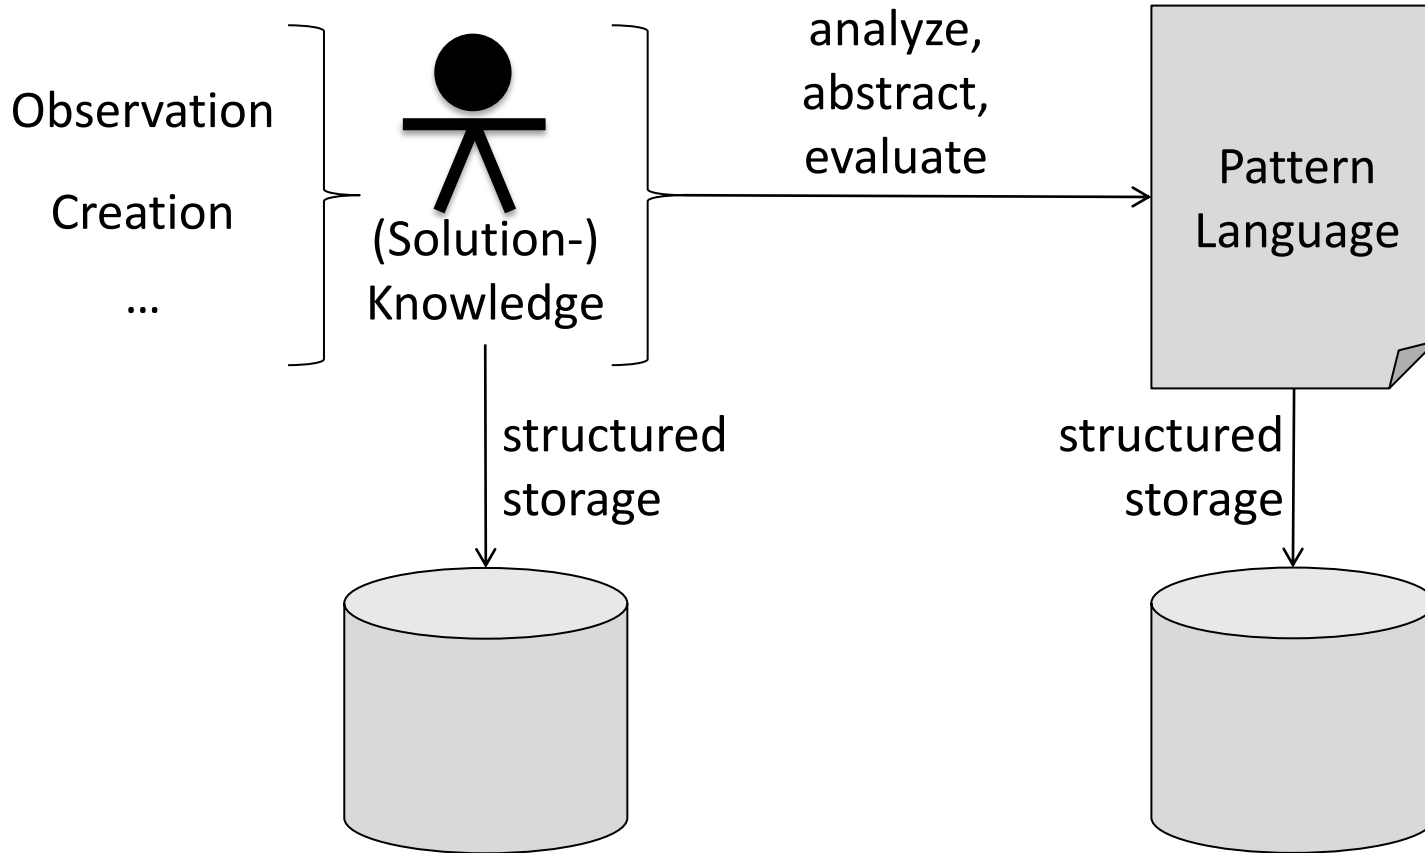 Observation
Creation
...
(Solution-)
Knowledge
analyze,
abstract,
evaluate
Pattern
Language
structured
storage
structured
storage